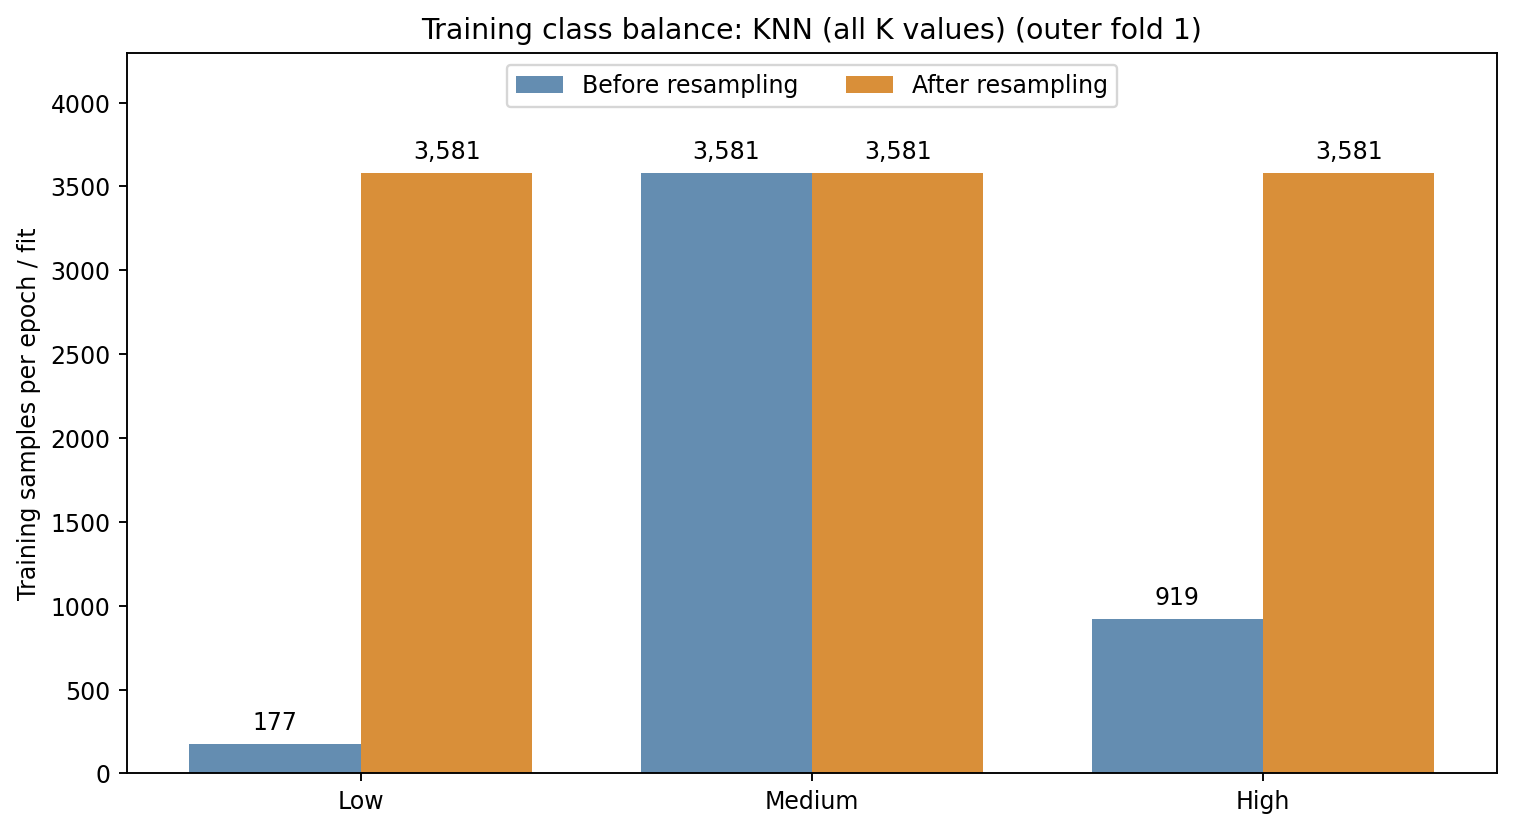 Training class balance: KNN (all K values) (outer fold 1)
Before resampling
After resampling
Training samples per epoch / fit
4000
3500
3000
2500
2000
1500
1000
500
0
177
3,581
3,581
3,581
919
3,581
Low
Medium
High